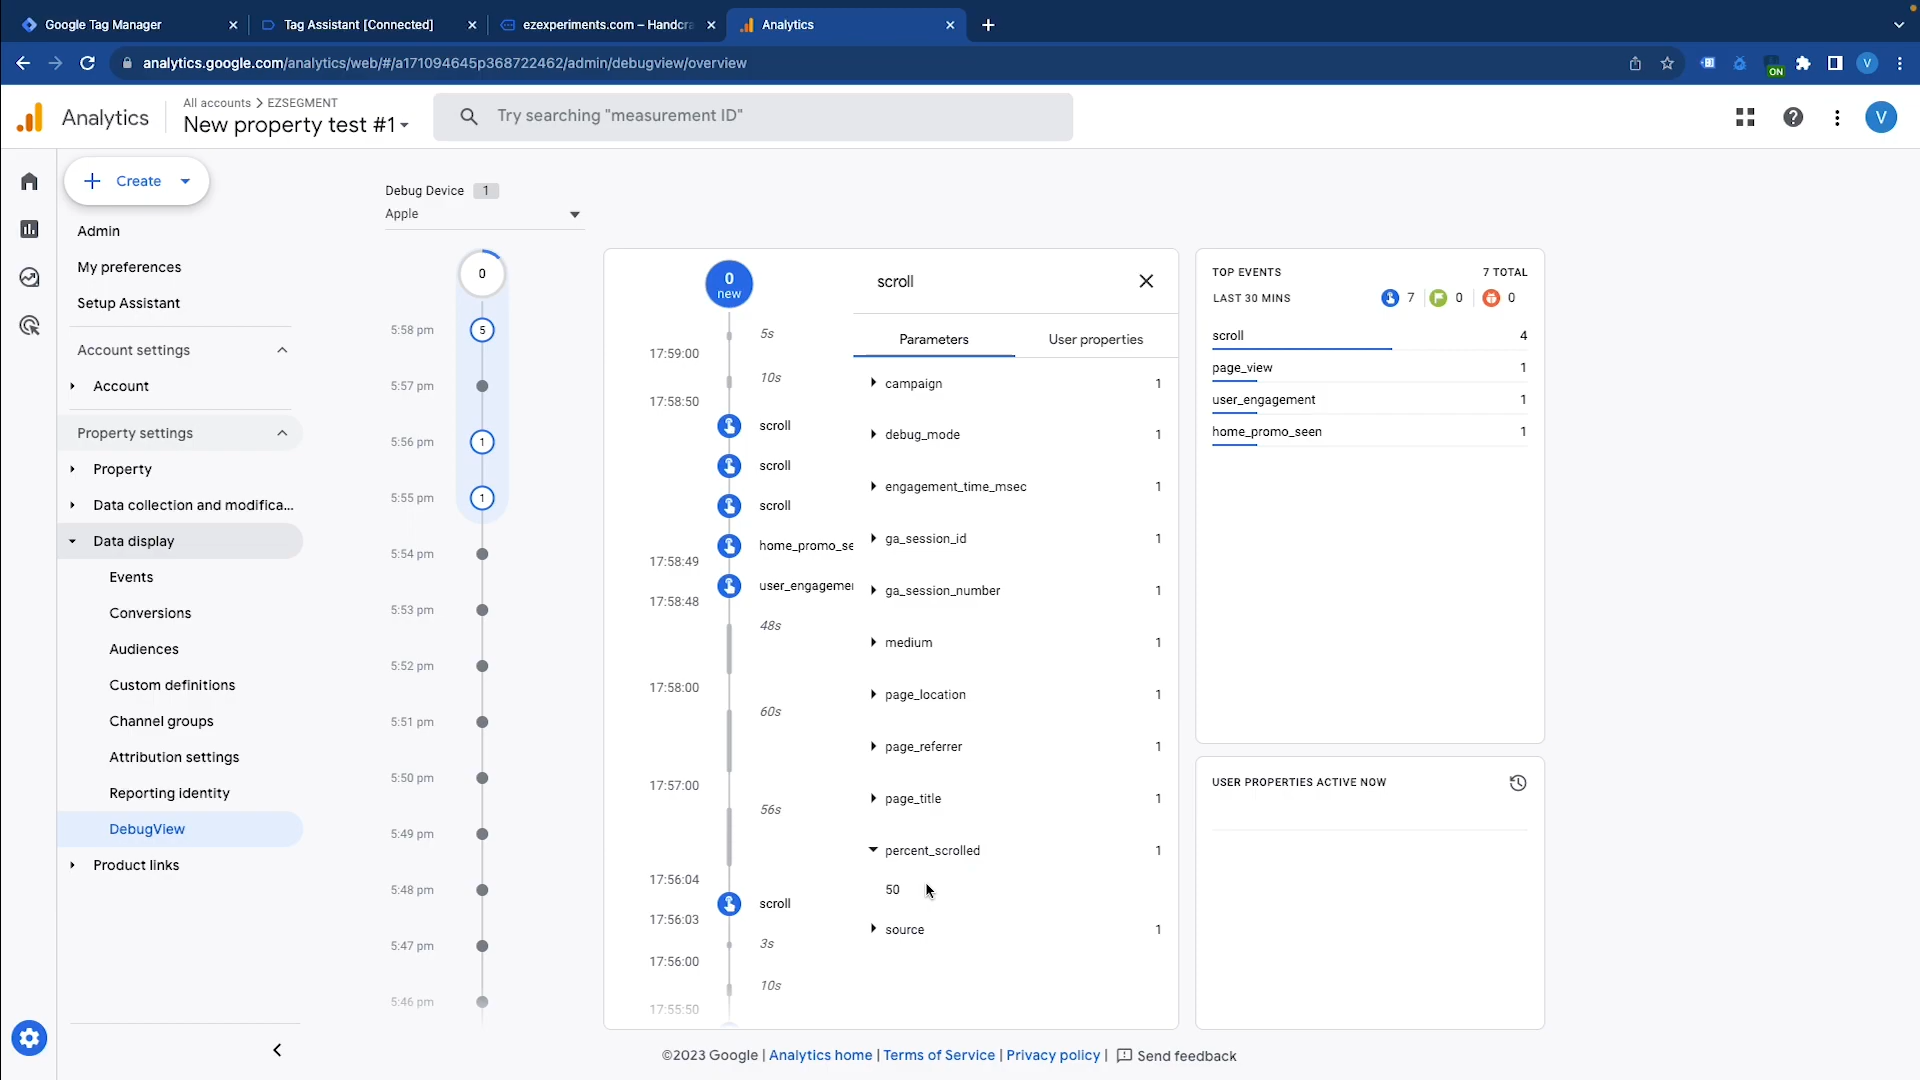 Google Tag Manager
Tag Assistant [Connected]
ezexperiments.com – Handcra
Analytics
analytics.google.com/analytics/web/#/a171094645p368722462/admin/debugview/overview
ON
V
Analytics
All accounts > EZSEGMENT
New property test #1
Try searching "measurement ID"
V
Create
Admin
My preferences
Setup Assistant
Account settings
Account
Property settings
Property
Data collection and modifica...
Data display
Events
Conversions
Audiences
Custom definitions
Channel groups
Attribution settings
Reporting identity
DebugView
Product links
Debug Device 1
Apple
0
5:58 pm 5
5:57 pm
5:56 pm 1
5:55 pm 1
5:54 pm
5:53 pm
5:52 pm
5:51 pm
5:50 pm
5:49 pm
5:48 pm
5:47 pm
5:46 pm
0
new
5s
17:59:00
10s
17:58:50
scroll
scroll
scroll
home_promo_se
17:58:49
user_engagemen
17:58:48
48s
17:58:00
60s
17:57:00
56s
17:56:04
scroll
17:56:03
3s
17:56:00
10s
17:55:50
scroll
Parameters User properties
campaign 1
debug_mode 1
engagement_time_msec 1
ga_session_id 1
ga_session_number 1
medium 1
page_location 1
page_referrer 1
page_title 1
percent_scrolled 1
50
source 1
TOP EVENTS 7 TOTAL
LAST 30 MINS 7 0 0
scroll 4
page_view 1
user_engagement 1
home_promo_seen 1
USER PROPERTIES ACTIVE NOW
©2023 Google | Analytics home | Terms of Service | Privacy policy | Send feedback